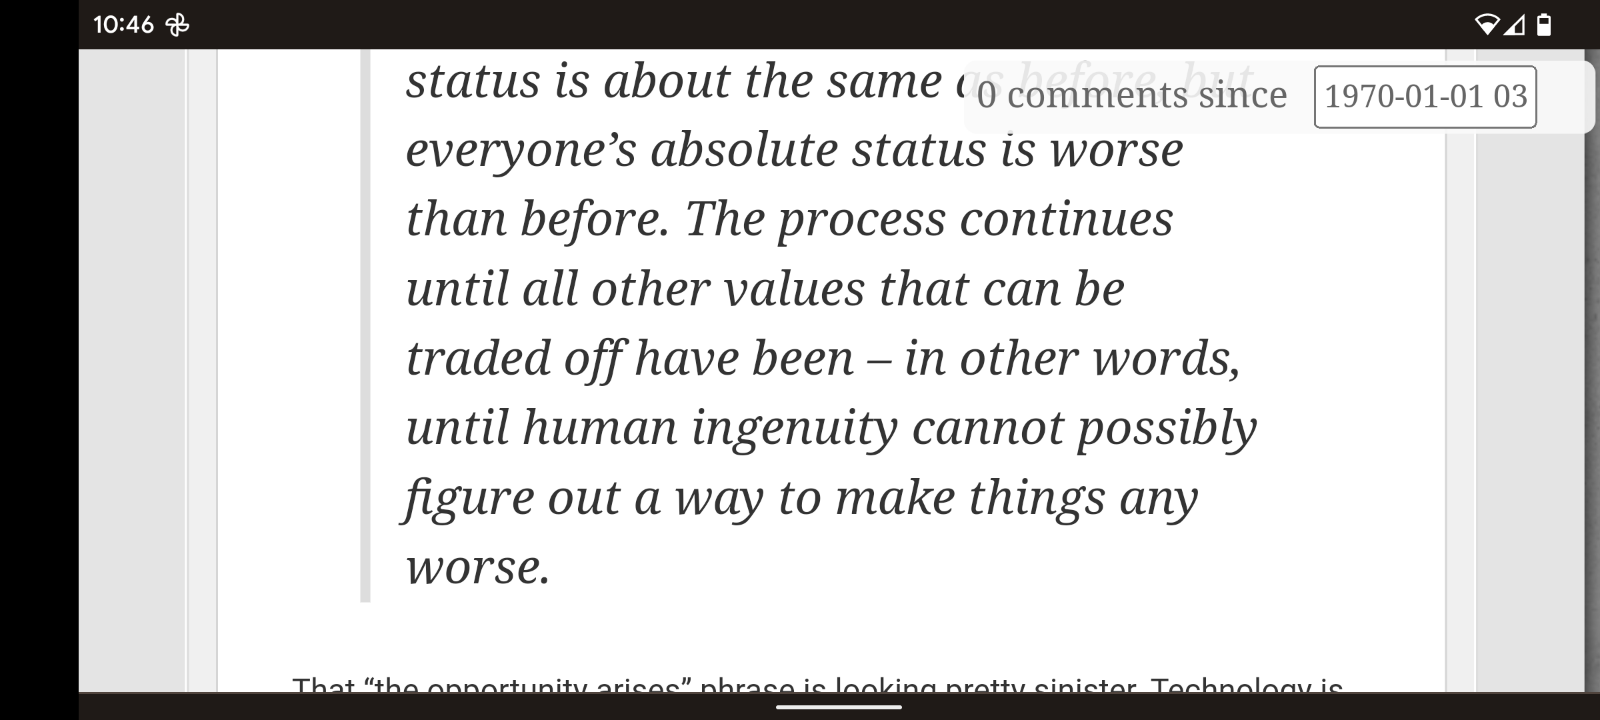 10:46
status is about the same as before, but
0 comments since 1970-01-01 03
everyone’s absolute status is worse
than before. The process continues
until all other values that can be
traded off have been – in other words,
until human ingenuity cannot possibly
figure out a way to make things any
worse.
That “the opportunity arises” phrase is looking pretty sinister. Technology is